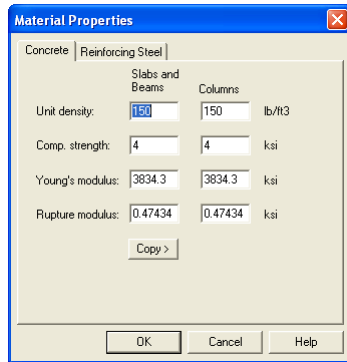 Material Properties
Concrete
Reinforcing Steel
Slabs and
Beams
Columns
Unit density: 150 150 lb/ft3
Comp. strength: 4 4 ksi
Young's modulus: 3834.3 3834.3 ksi
Rupture modulus: 0.47434 0.47434 ksi
Copy >
OK Cancel Help